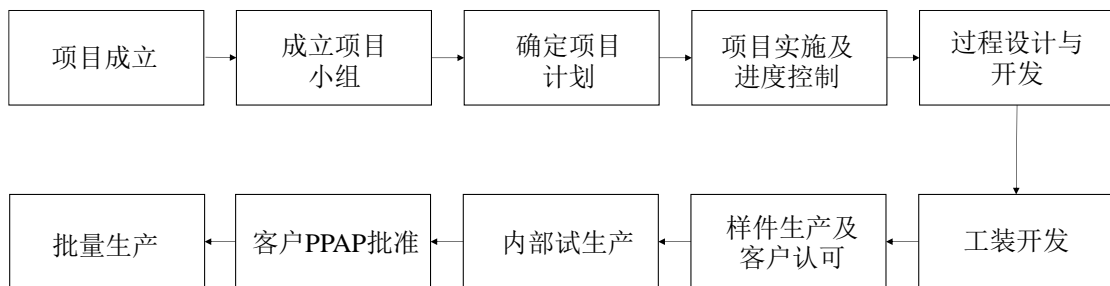 项目成立
成立项目
小组
确定项目
计划
项目实施及
进度控制
过程设计与
开发
批量生产
客户PPAP批准
内部试生产
样件生产及
客户认可
工装开发